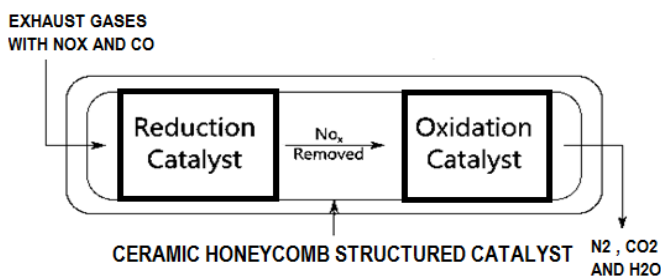 EXHAUST GASES
WITH NOX AND CO
Reduction
Catalyst
Nox
Removed
Oxidation
Catalyst
CERAMIC HONEYCOMB STRUCTURED CATALYST
N2 , CO2
AND H2O